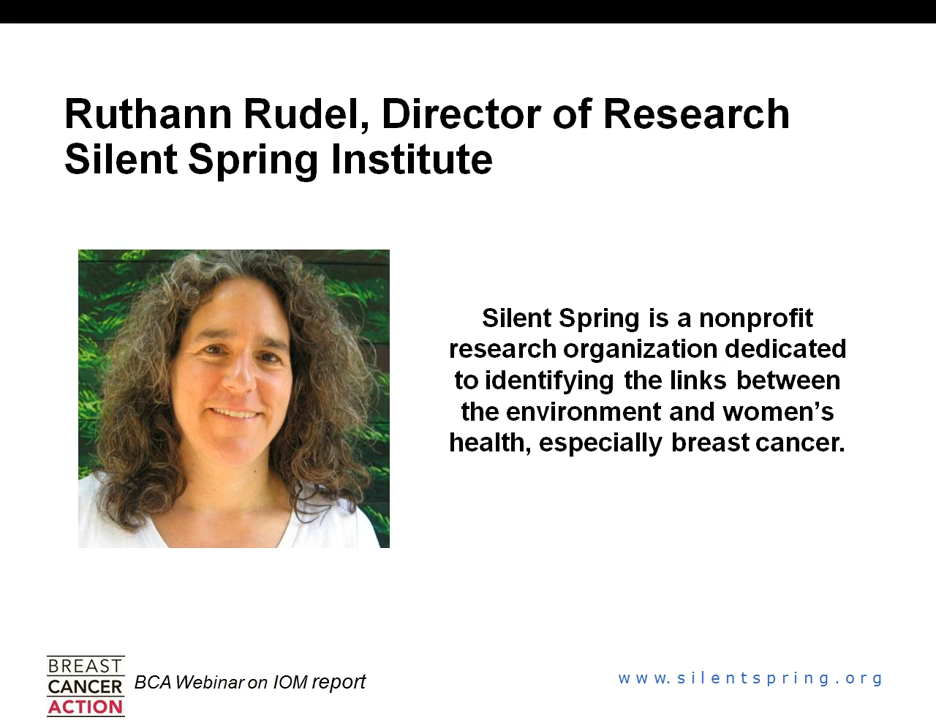 Ruthann Rudel, Director of Research
Silent Spring Institute
Silent Spring is a nonprofit
research organization dedicated
to identifying the links between
the environment and women’s
health, especially breast cancer.
BREAST
CANCER
ACTION
BCA Webinar on IOM report
www.silentspring.org